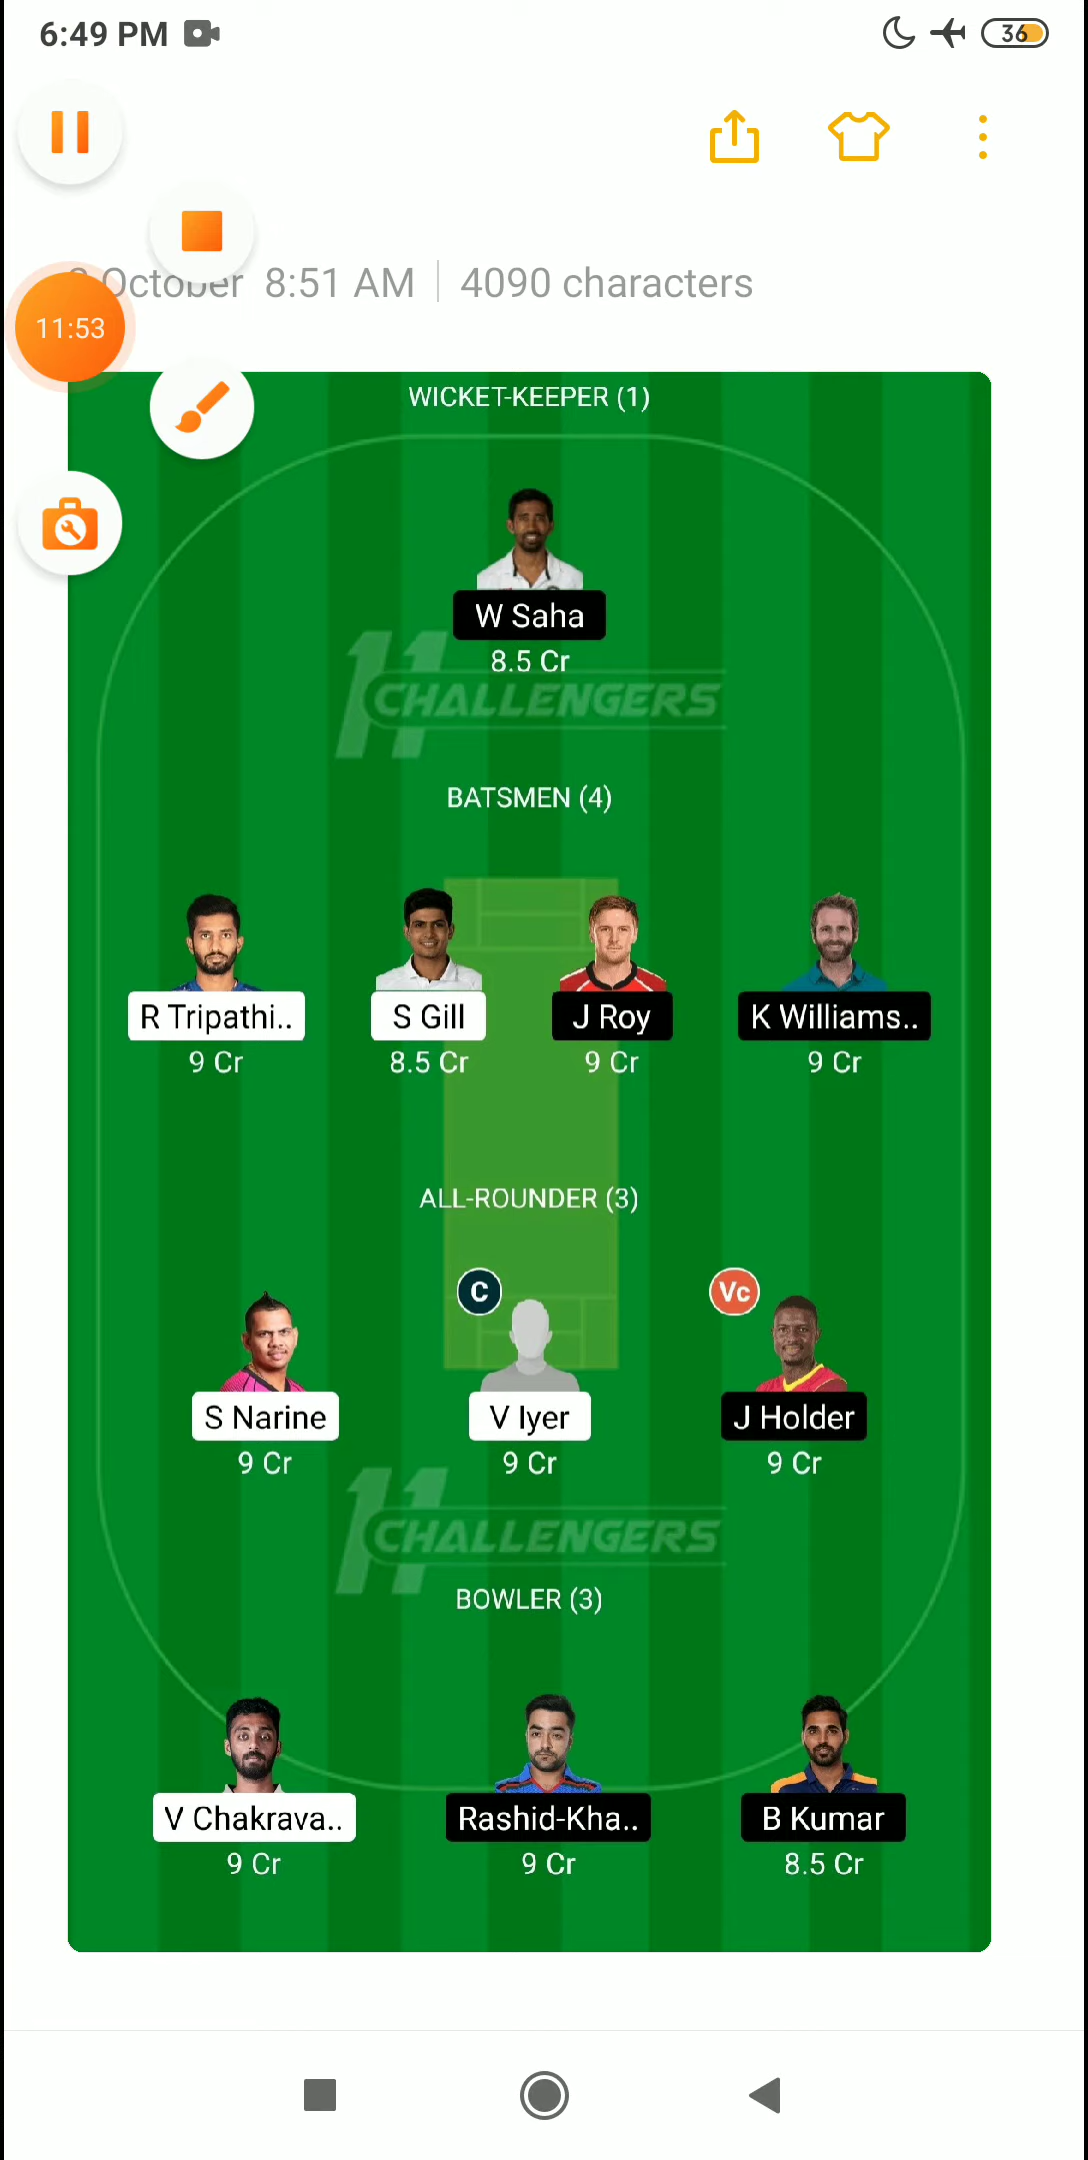 6:49 PM
36
October 8:51 AM | 4090 characters
11:53
WICKET-KEEPER (1)
W Saha
8.5 Cr
11 CHALLENGERS
BATSMEN (4)
R Tripathi.. S Gill J Roy K Williams..
9 Cr 8.5 Cr 9 Cr 9 Cr
ALL-ROUNDER (3)
C Vc
S Narine V Iyer J Holder
9 Cr 9 Cr 9 Cr
11 CHALLENGERS
BOWLER (3)
V Chakrava.. Rashid-Kha.. B Kumar
9 Cr 9 Cr 8.5 Cr